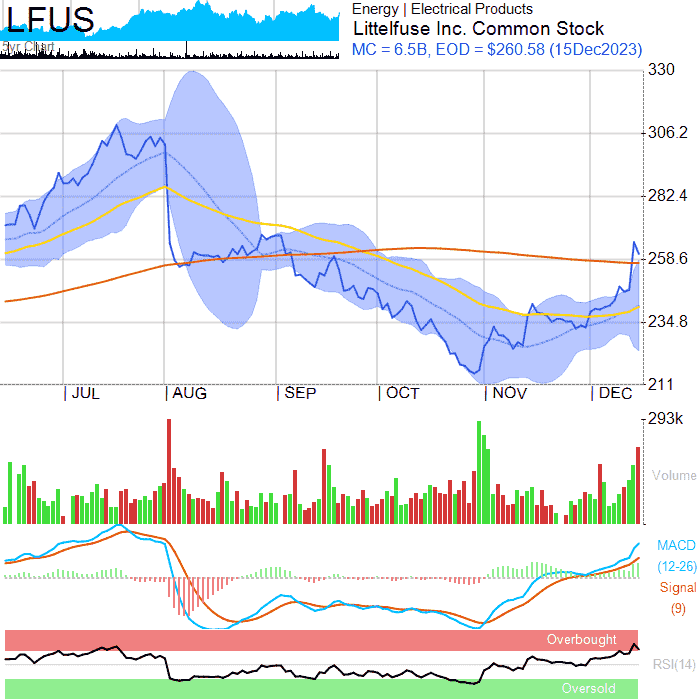 LFUS
5yr Chart
Energy | Electrical Products
Littelfuse Inc. Common Stock
MC = 6.5B, EOD = $260.58 (15Dec2023)
330
306.2
282.4
258.6
234.8
211
JUL
AUG
SEP
OCT
NOV
DEC
293k
Volume
MACD
(12-26)
Signal
(9)
Overbought
RSI(14)
Oversold